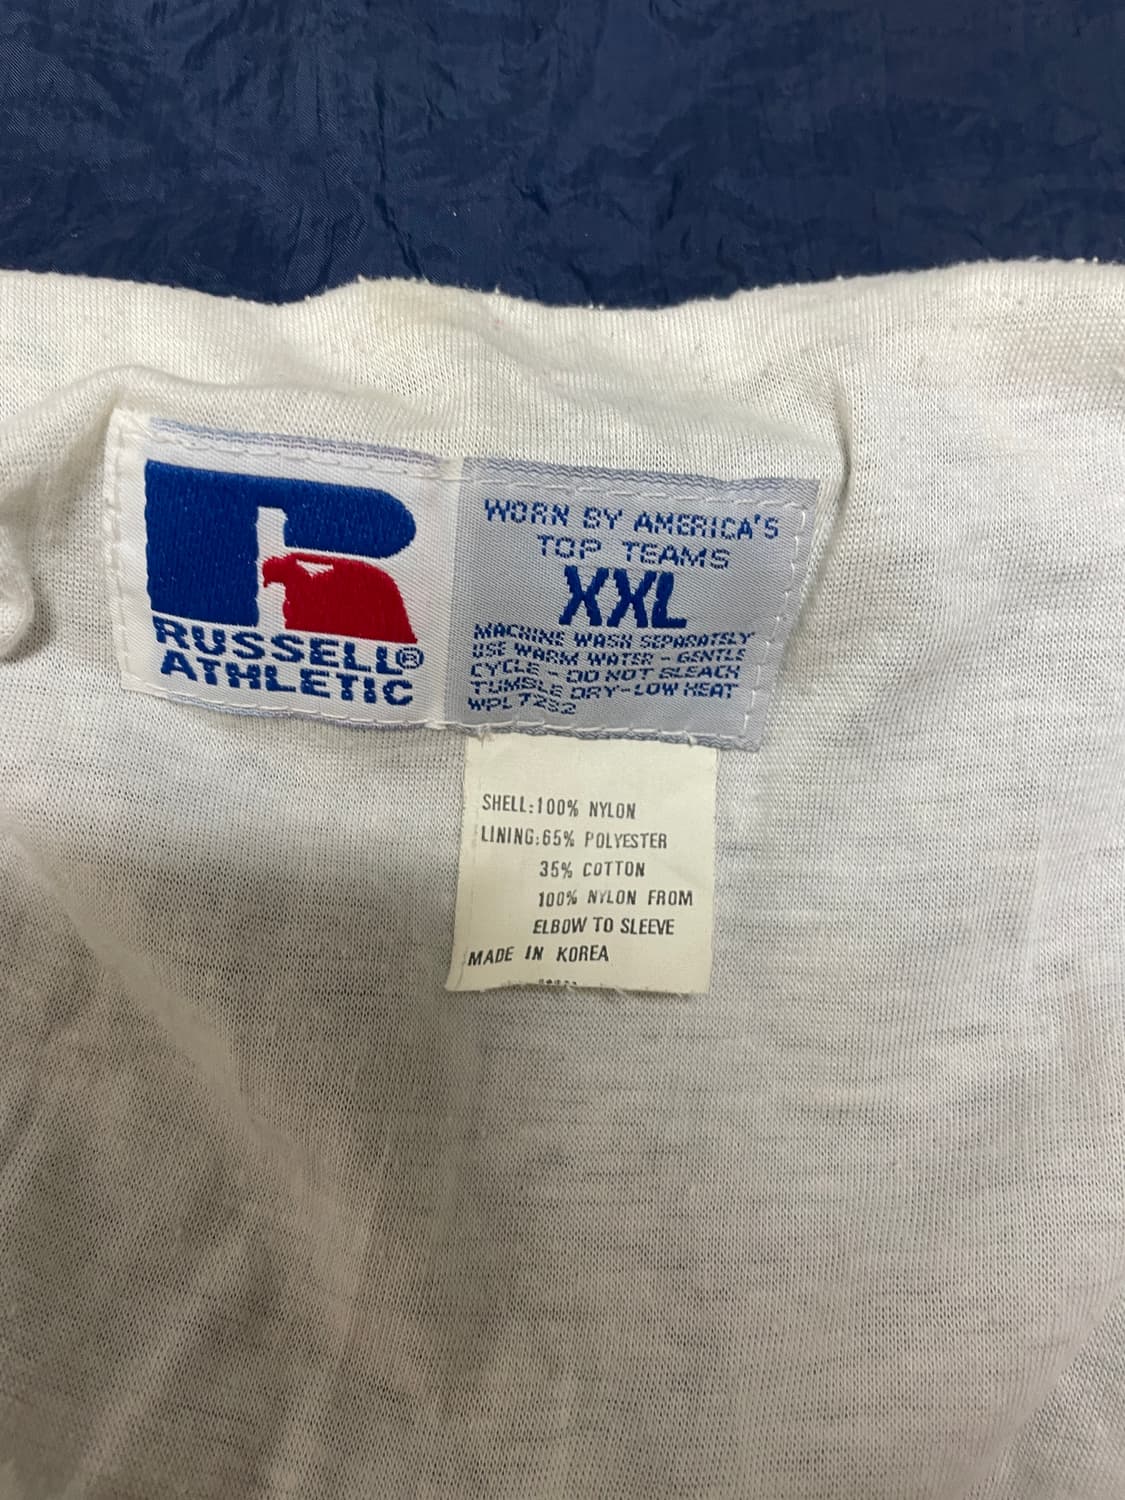 RUSSELL®
ATHLETIC
WORN BY AMERICA'S
TOP TEAMS
XXL
MACHINE WASH SEPARATELY
USE WARM WATER - GENTLE
CYCLE - DO NOT BLEACH
TUMBLE DRY-LOW HEAT
WPL 7252
SHELL:100% NYLON
LINING:65% POLYESTER
35% COTTON
100% NYLON FROM
ELBOW TO SLEEVE
MADE IN KOREA